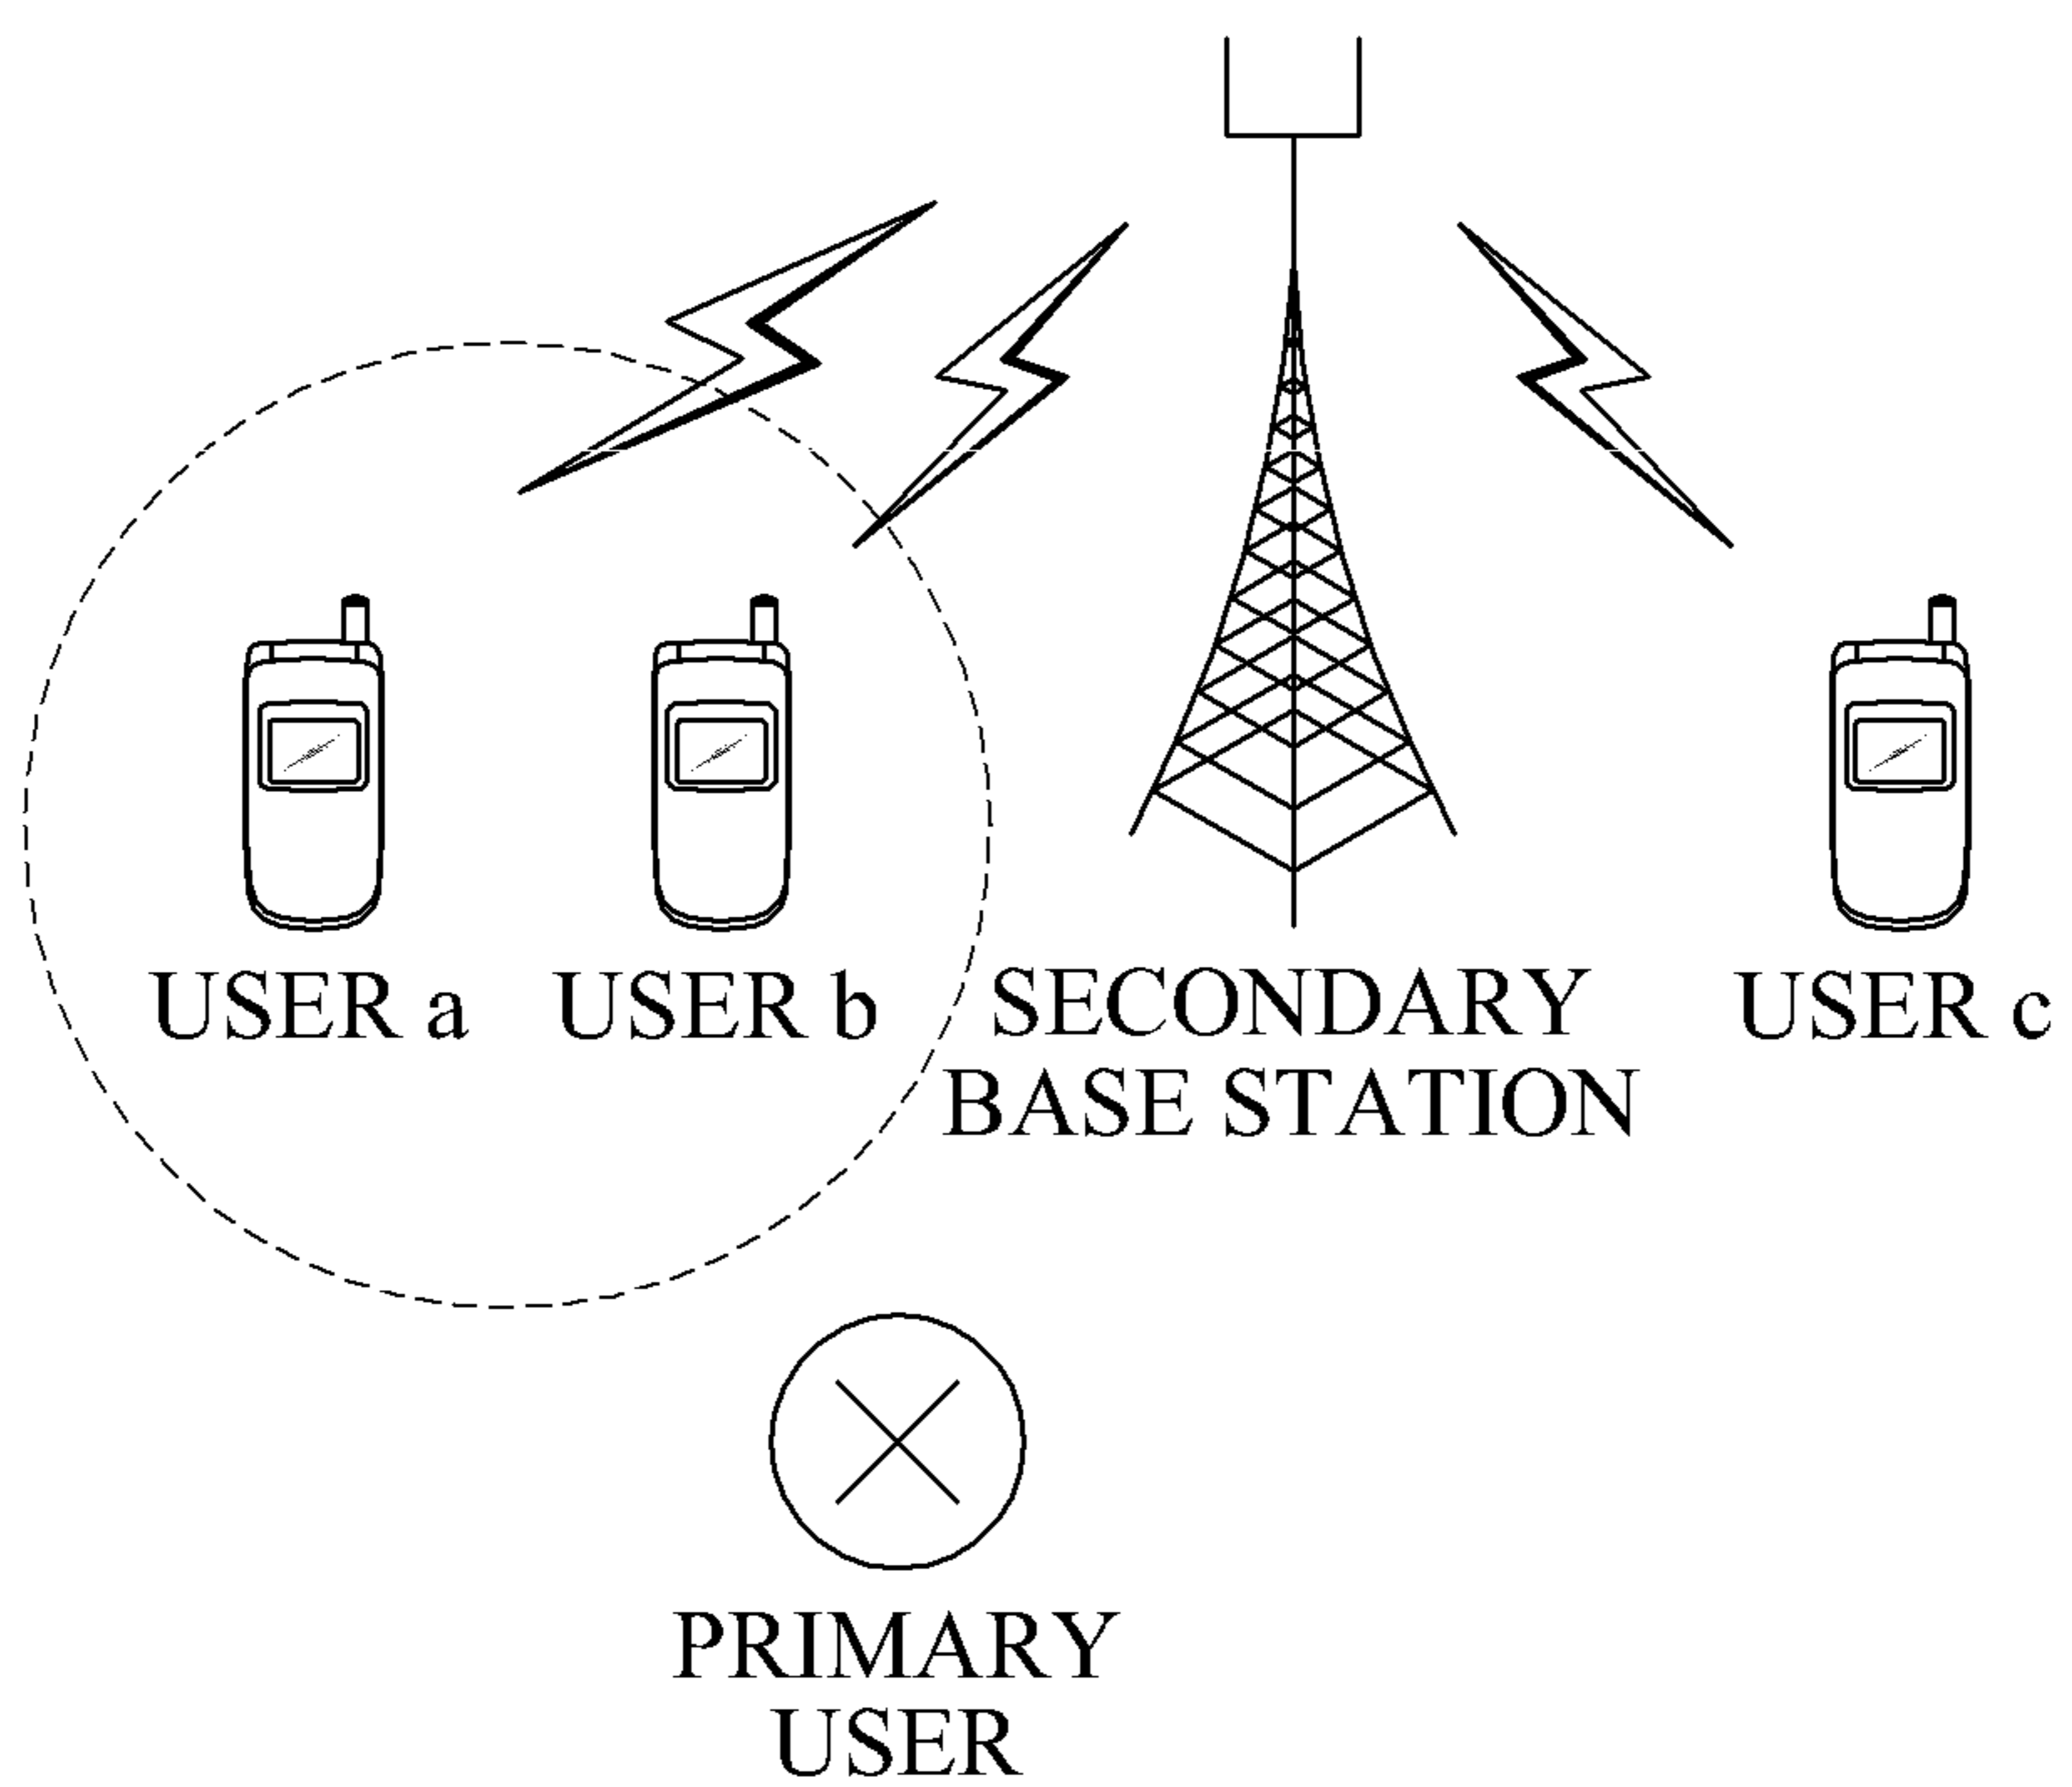 USER a
USER b
SECONDARY
BASE STATION
USER c
PRIMARY
USER